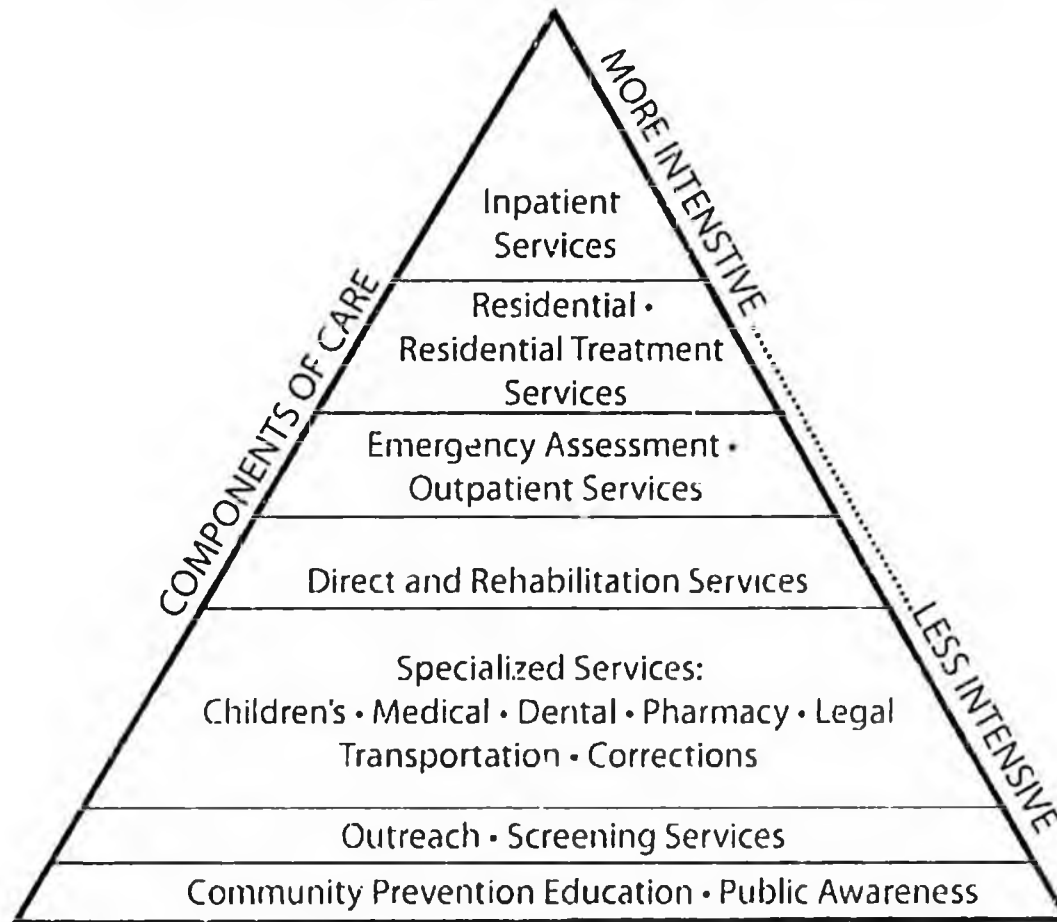 MORE INTENSTIVE
COMPONENTS OF CARE
LESS INTENSIVE
Inpatient
Services
Residential •
Residential Treatment
Services
Emergency Assessment •
Outpatient Services
Direct and Rehabilitation Services
Specialized Services:
Children's • Medical • Dental • Pharmacy • Legal
Transportation • Corrections
Outreach • Screening Services
Community Prevention Education • Public Awareness